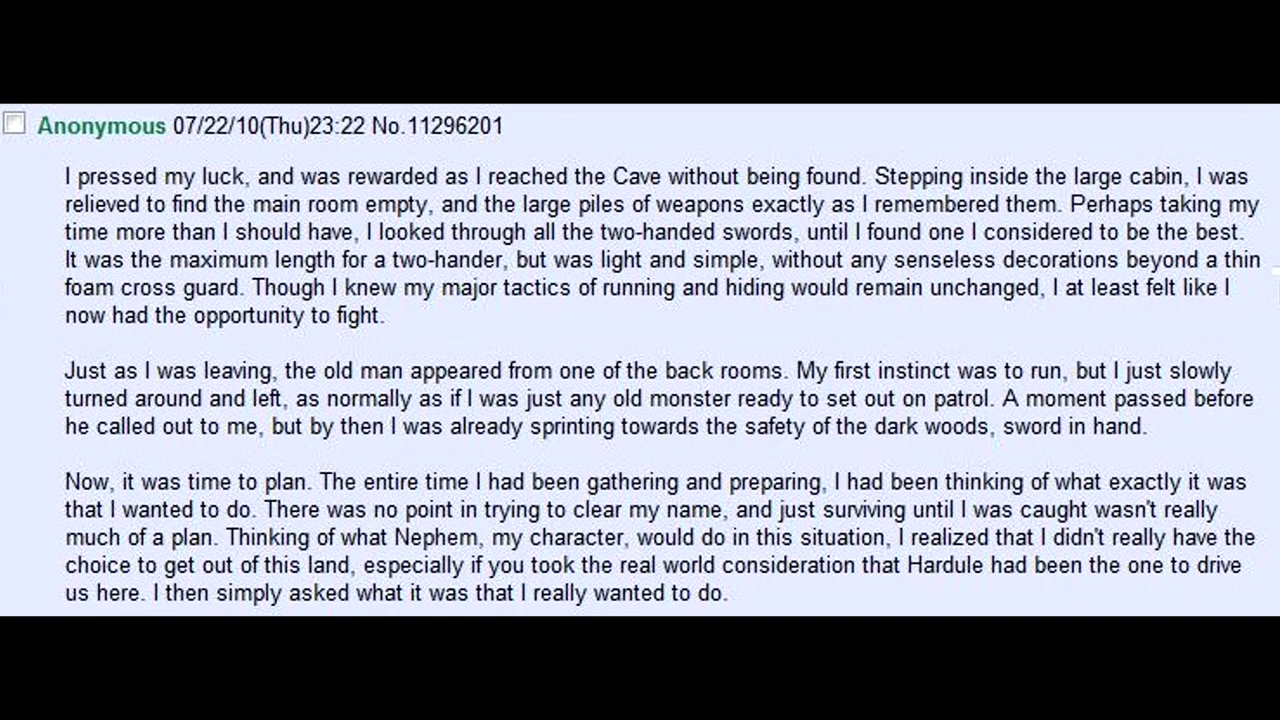 Anonymous 07/22/10(Thu)23:22 No.11296201
I pressed my luck, and was rewarded as I reached the Cave without being found. Stepping inside the large cabin, I was
relieved to find the main room empty, and the large piles of weapons exactly as I remembered them. Perhaps taking my
time more than I should have, I looked through all the two-handed swords, until I found one I considered to be the best.
It was the maximum length for a two-hander, but was light and simple, without any senseless decorations beyond a thin
foam cross guard. Though I knew my major tactics of running and hiding would remain unchanged, I at least felt like I
now had the opportunity to fight.
Just as I was leaving, the old man appeared from one of the back rooms. My first instinct was to run, but I just slowly
turned around and left, as normally as if I was just any old monster ready to set out on patrol. A moment passed before
he called out to me, but by then I was already sprinting towards the safety of the dark woods, sword in hand.
Now, it was time to plan. The entire time I had been gathering and preparing, I had been thinking of what exactly it was
that I wanted to do. There was no point in trying to clear my name, and just surviving until I was caught wasn't really
much of a plan. Thinking of what Nephem, my character, would do in this situation, I realized that I didn't really have the
choice to get out of this land, especially if you took the real world consideration that Hardule had been the one to drive
us here. I then simply asked what it was that I really wanted to do.